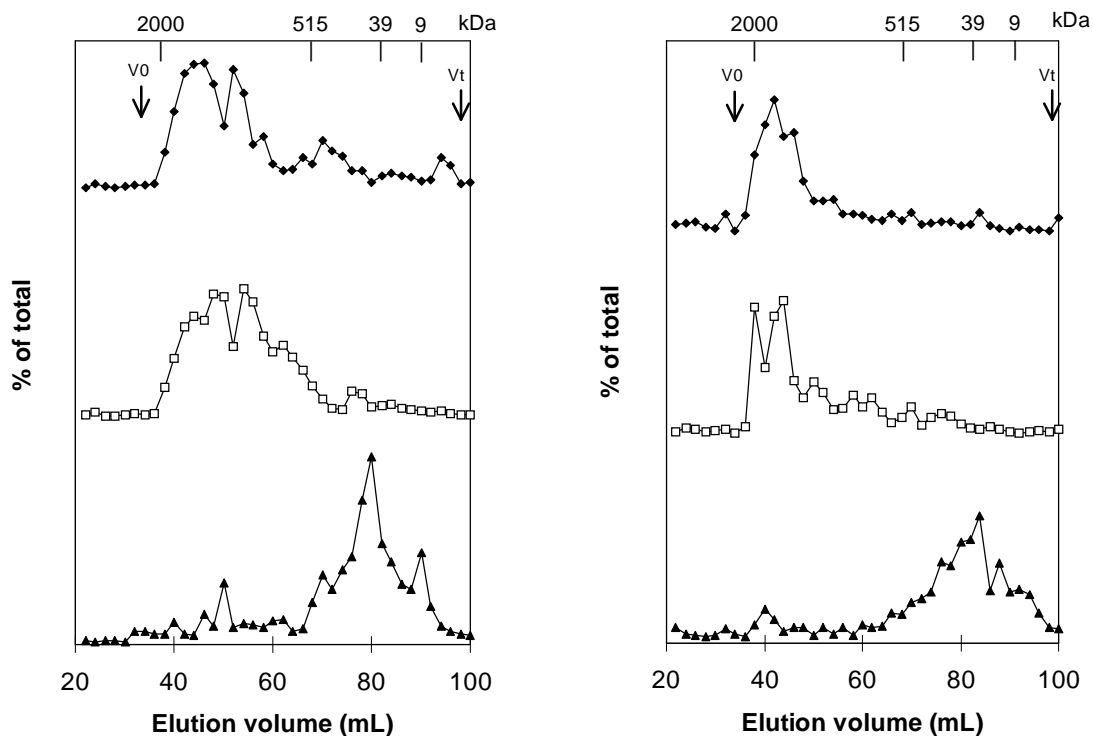 2000 515 39 9 kDa
V0 Vt
% of total
20 40 60 80 100
Elution volume (mL)
2000 515 39 9 kDa
V0 Vt
% of total
20 40 60 80 100
Elution volume (mL)